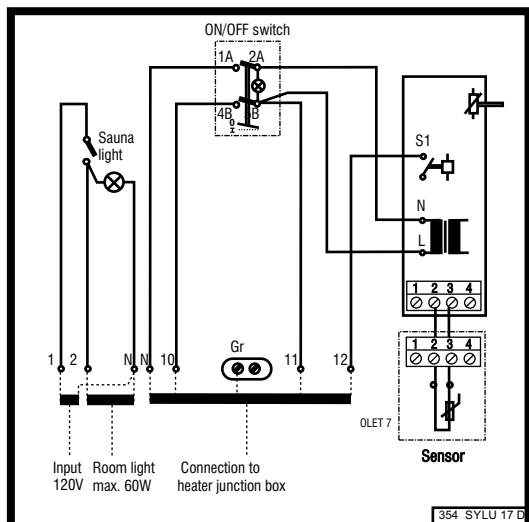 ON/OFF switch
1A 2A
4B 5B
0
I
Sauna
light
S1
N
L
1 2 3 4
1 2 3 4
1 2 N N 10 Gr 11 12
OLET 7
Sensor
Input
120V
Room light
max. 60W
Connection to
heater junction box
354 SYLU 17 D